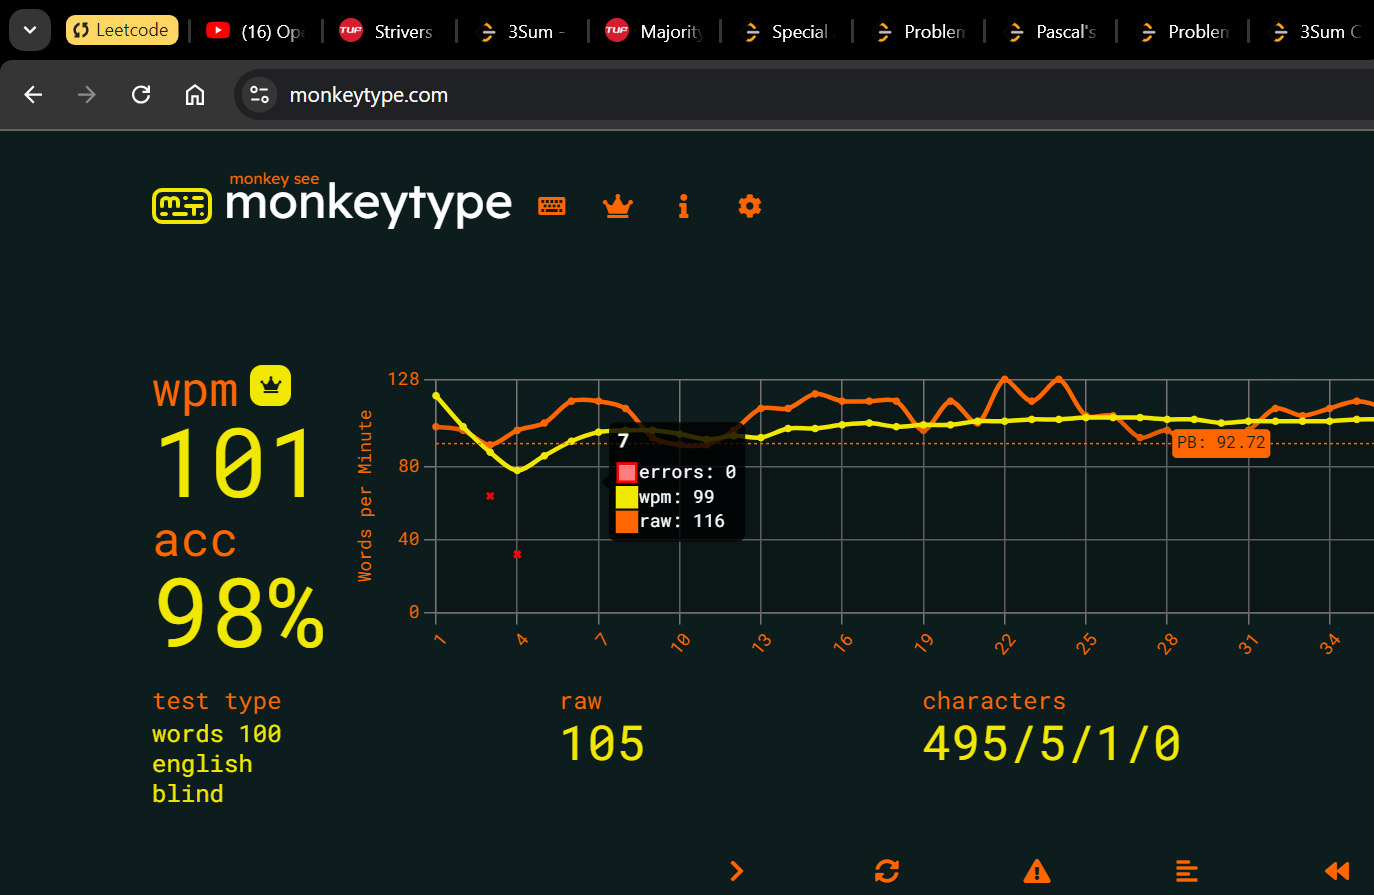 Leetcode (16) Ope Strivers 3Sum - Majority Special Problem Pascal's Problem 3Sum C
monkeytype.com
monkey see
monkeytype
wpm
101
acc
98%
Words per Minute
128
80
40
0
PB: 92.72
7
errors: 0
wpm: 99
raw: 116
1 4 7 10 13 16 19 22 25 28 31 34
test type
words 100
english
blind
raw
105
characters
495/5/1/0